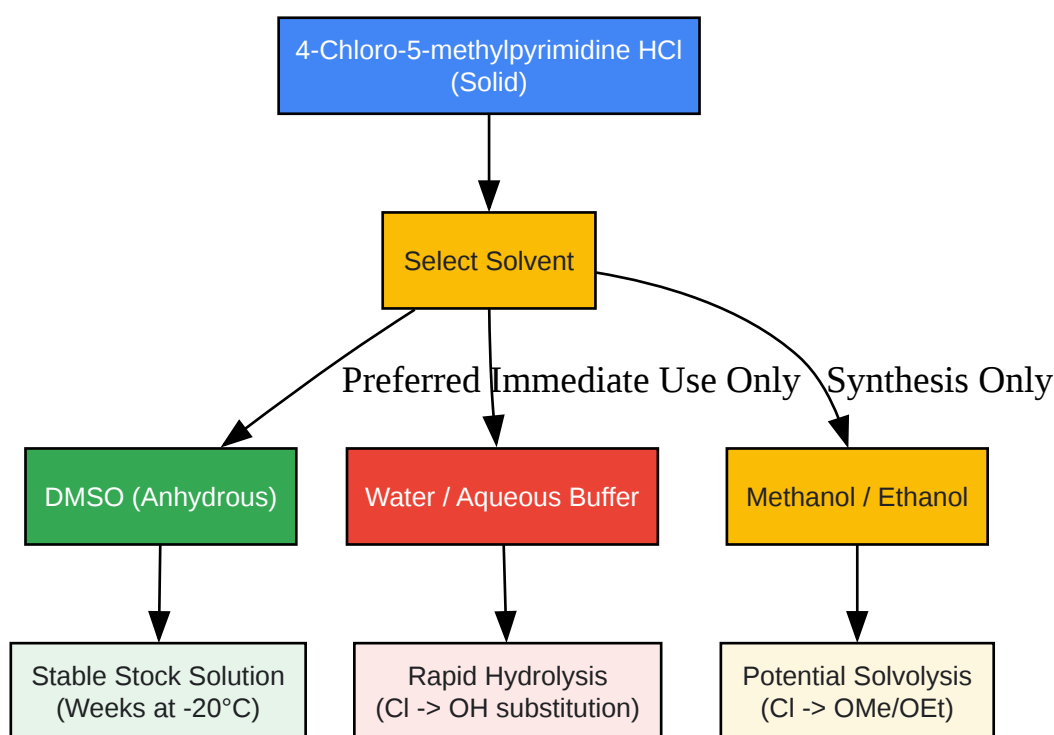 4-Chloro-5-methylpyrimidine HCl
(Solid)
Select Solvent
Preferred
Immediate Use Only
Synthesis Only
DMSO (Anhydrous)
Water / Aqueous Buffer
Methanol / Ethanol
Stable Stock Solution
(Weeks at -20°C)
Rapid Hydrolysis
(Cl -> OH substitution)
Potential Solvolysis
(Cl -> OMe/OEt)